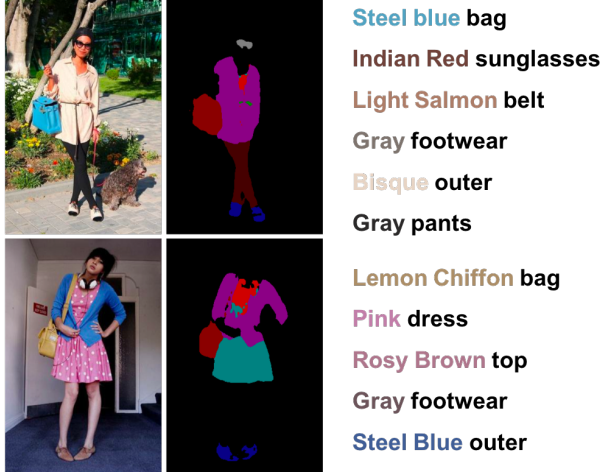 Steel blue bag
Indian Red sunglasses
Light Salmon belt
Gray footwear
Bisque outer
Gray pants
Lemon Chiffon bag
Pink dress
Rosy Brown top
Gray footwear
Steel Blue outer